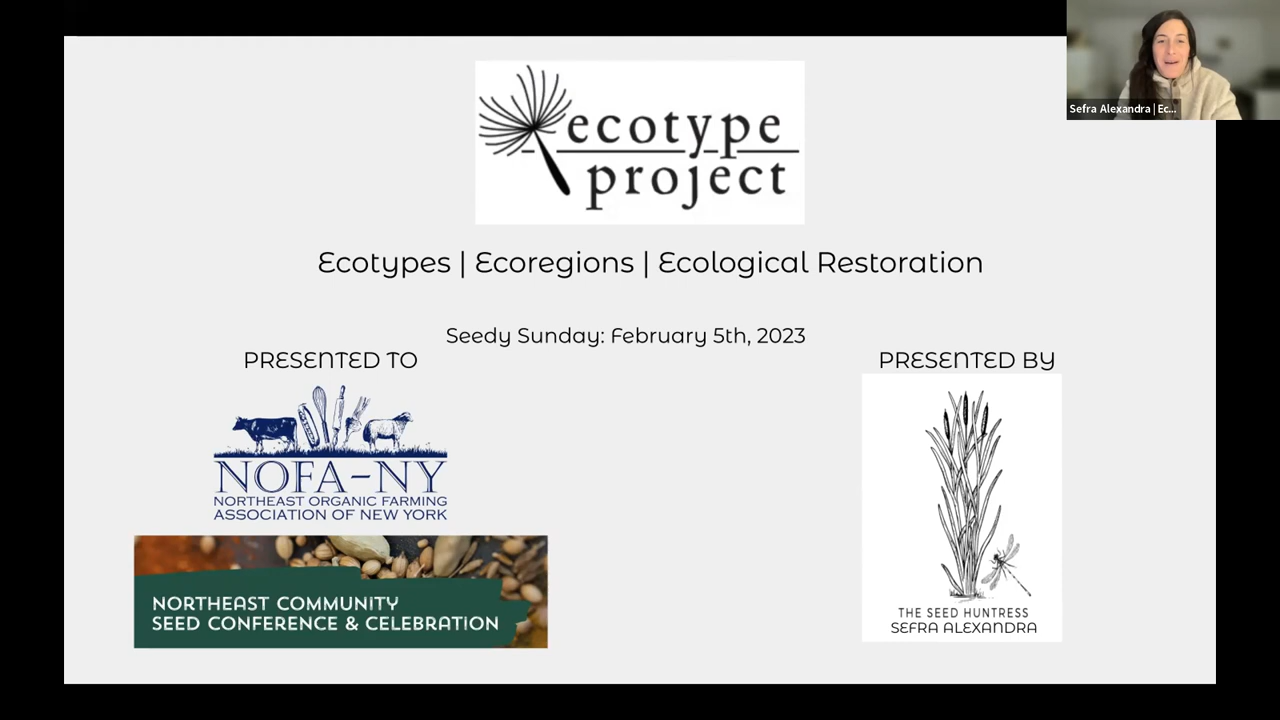 Sefra Alexandra | Ec...
ecotype
project
Ecotypes | Ecoregions | Ecological Restoration
Seedy Sunday: February 5th, 2023
PRESENTED TO
NOFA-NY
NORTHEAST ORGANIC FARMING
ASSOCIATION OF NEW YORK
NORTHEAST COMMUNITY
SEED CONFERENCE & CELEBRATION
PRESENTED BY
THE SEED HUNTRESS
SEFRA ALEXANDRA